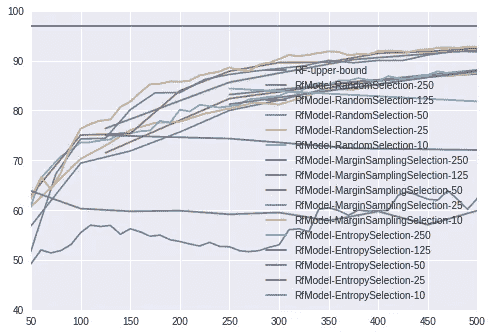 100
90
80
70
60
50
40
RF-upper-bound
RfModel-RandomSelection-250
RfModel-RandomSelection-125
RfModel-RandomSelection-50
RfModel-RandomSelection-25
RfModel-RandomSelection-10
RfModel-MarginSamplingSelection-250
RfModel-MarginSamplingSelection-125
RfModel-MarginSamplingSelection-50
RfModel-MarginSamplingSelection-25
RfModel-MarginSamplingSelection-10
RfModel-EntropySelection-250
RfModel-EntropySelection-125
RfModel-EntropySelection-50
RfModel-EntropySelection-25
RfModel-EntropySelection-10
50 100 150 200 250 300 350 400 450 500